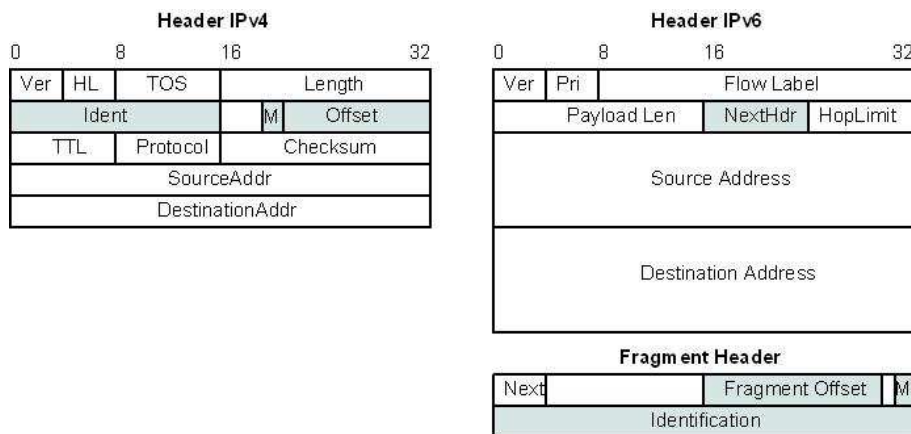 Header IPv4
0 8 16 32
Ver HL TOS Length
Ident M Offset
TTL Protocol Checksum
SourceAddr
DestinationAddr
Header IPv6
0 8 16 32
Ver Pri Flow Label
Payload Len NextHdr HopLimit
Source Address
Destination Address
Fragment Header
Next Fragment Offset M
Identification